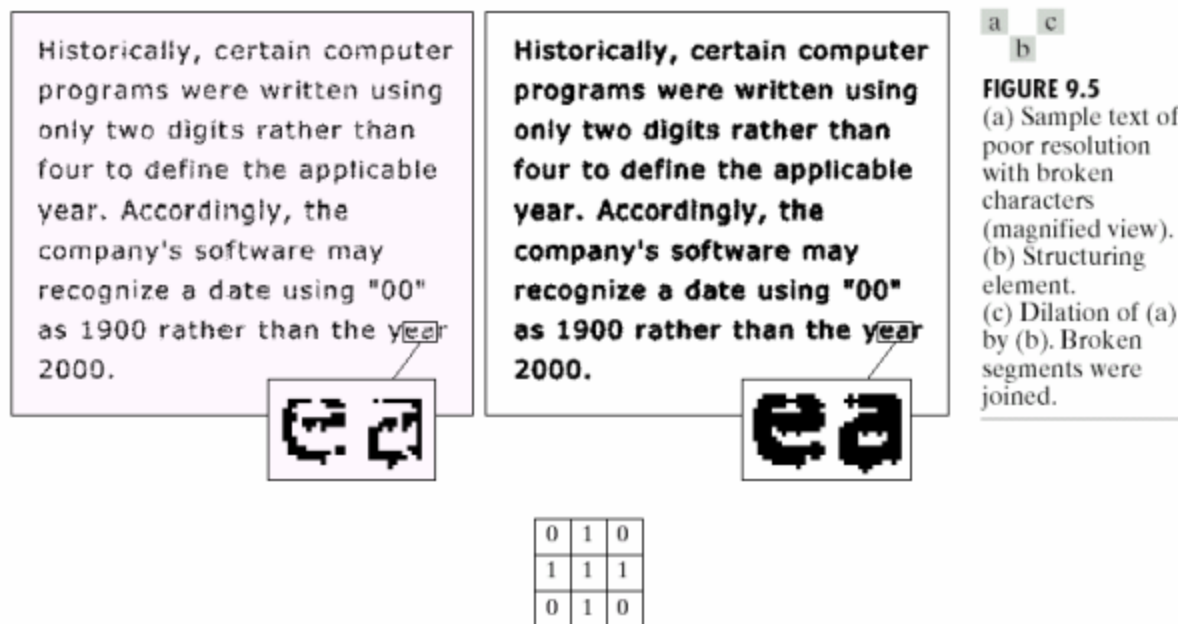 Historically, certain computer
programs were written using
only two digits rather than
four to define the applicable
year. Accordingly, the
company's software may
recognize a date using "00"
as 1900 rather than the year
2000.
ea
Historically, certain computer
programs were written using
only two digits rather than
four to define the applicable
year. Accordingly, the
company's software may
recognize a date using "00"
as 1900 rather than the year
2000.
ea
a c
b
FIGURE 9.5
(a) Sample text of
poor resolution
with broken
characters
(magnified view).
(b) Structuring
element.
(c) Dilation of (a)
by (b). Broken
segments were
joined.
0 1 0
1 1 1
0 1 0